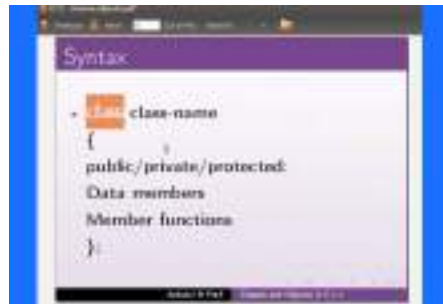 Syntax
class class-name
{
public/private/protected:
Data members
Member functions
};